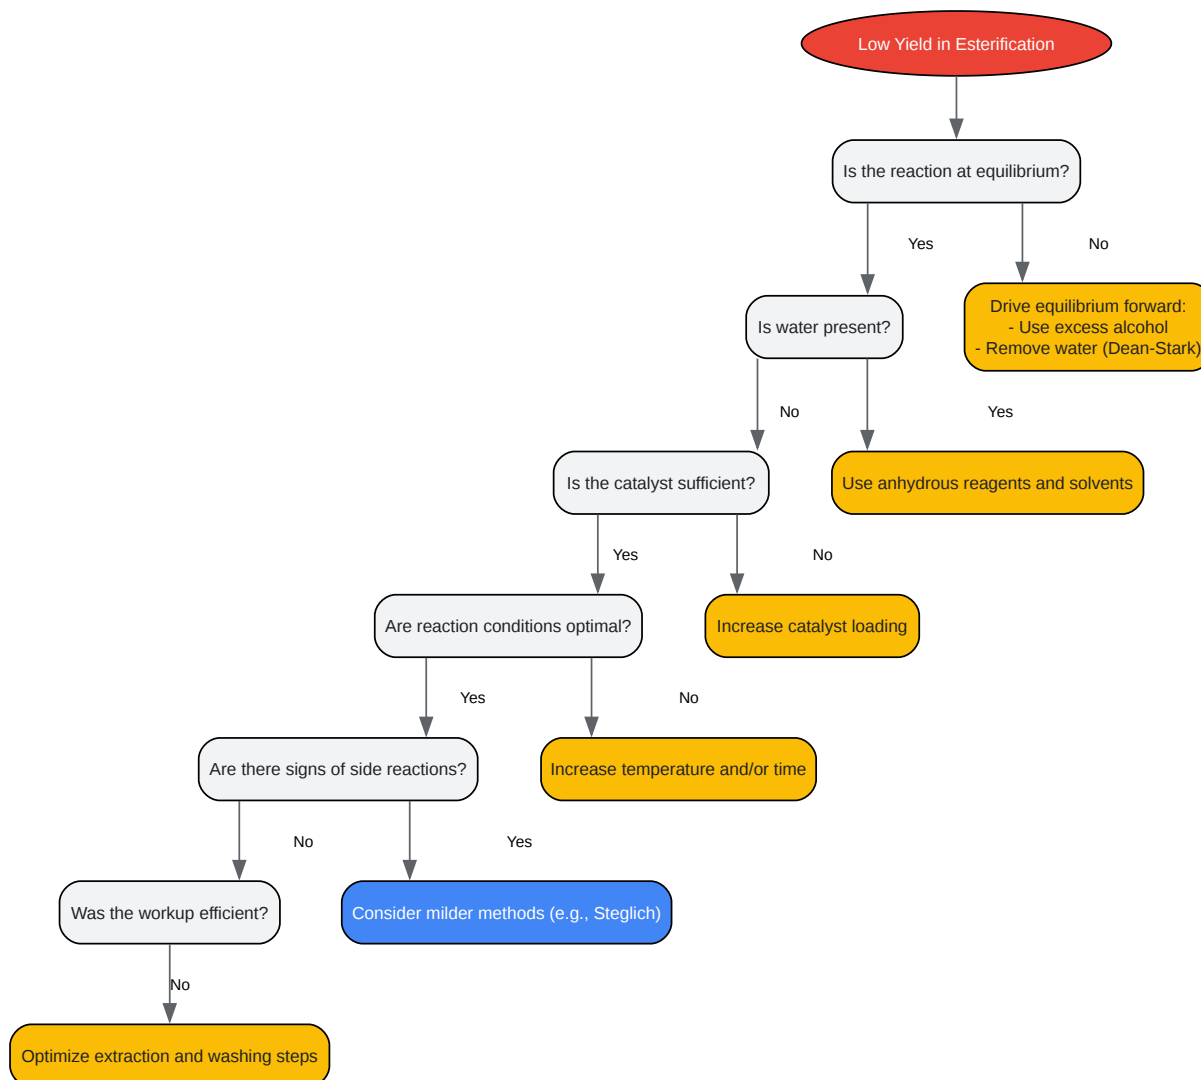 Low Yield in Esterification
Is the reaction at equilibrium?
Yes
No
Drive equilibrium forward:
- Use excess alcohol
- Remove water (Dean-Stark)
Is water present?
No
Yes
Is the catalyst sufficient?
Use anhydrous reagents and solvents
Yes
No
Are reaction conditions optimal?
Increase catalyst loading
Yes
No
Are there signs of side reactions?
Increase temperature and/or time
No
Yes
Was the workup efficient?
Consider milder methods (e.g., Steglich)
No
Optimize extraction and washing steps